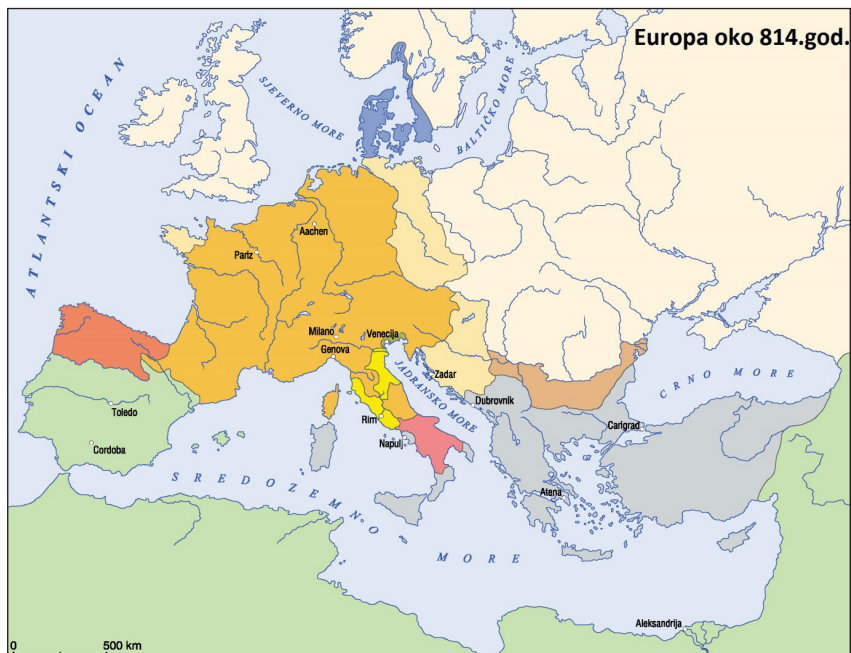 Europa oko 814.god.
ATLANTSKI OCEAN
SJEVERNO MORE
BALTIČKO MORE
Aachen
Pariz
Milano
Venecija
Genova
Zadar
JADRANSKO MORE
CRNO MORE
Dubrovnik
Toledo
Rim
Carigrad
Cordoba
Napulj
Atena
SREDOZEMNO
MORE
Aleksandrija
0 500 km